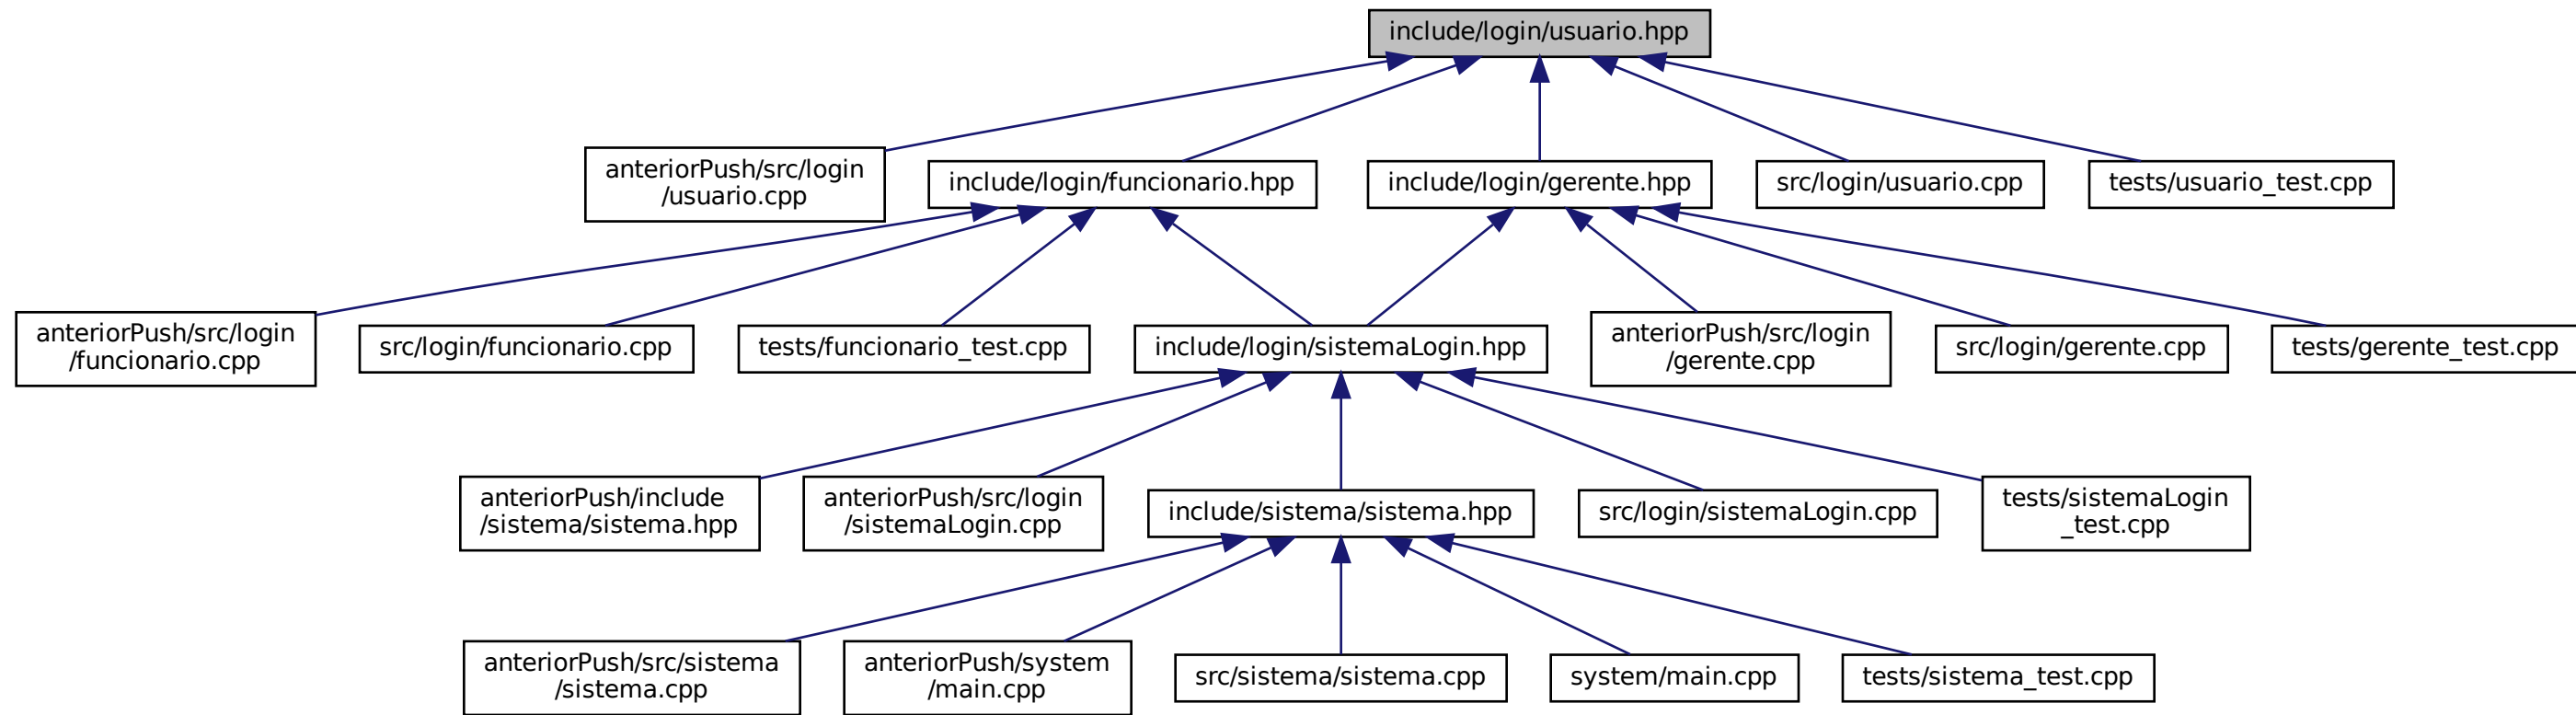 include/login/usuario.hpp
anteriorPush/src/login
/usuario.cpp
include/login/funcionario.hpp
include/login/gerente.hpp
src/login/usuario.cpp
tests/usuario_test.cpp
anteriorPush/src/login
/funcionario.cpp
src/login/funcionario.cpp
tests/funcionario_test.cpp
include/login/sistemaLogin.hpp
anteriorPush/src/login
/gerente.cpp
src/login/gerente.cpp
tests/gerente_test.cpp
anteriorPush/include
/sistema/sistema.hpp
anteriorPush/src/login
/sistemaLogin.cpp
include/sistema/sistema.hpp
src/login/sistemaLogin.cpp
tests/sistemaLogin
_test.cpp
anteriorPush/src/sistema
/sistema.cpp
anteriorPush/system
/main.cpp
src/sistema/sistema.cpp
system/main.cpp
tests/sistema_test.cpp